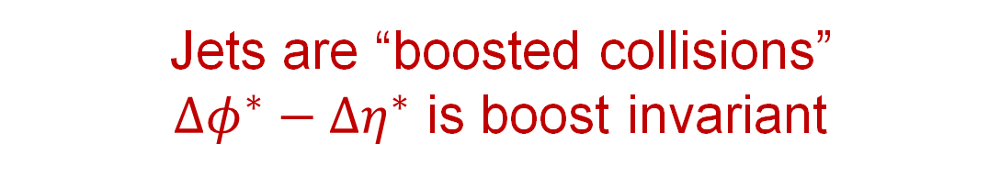 Jets are “boosted collisions”
Δϕ* − Δη* is boost invariant